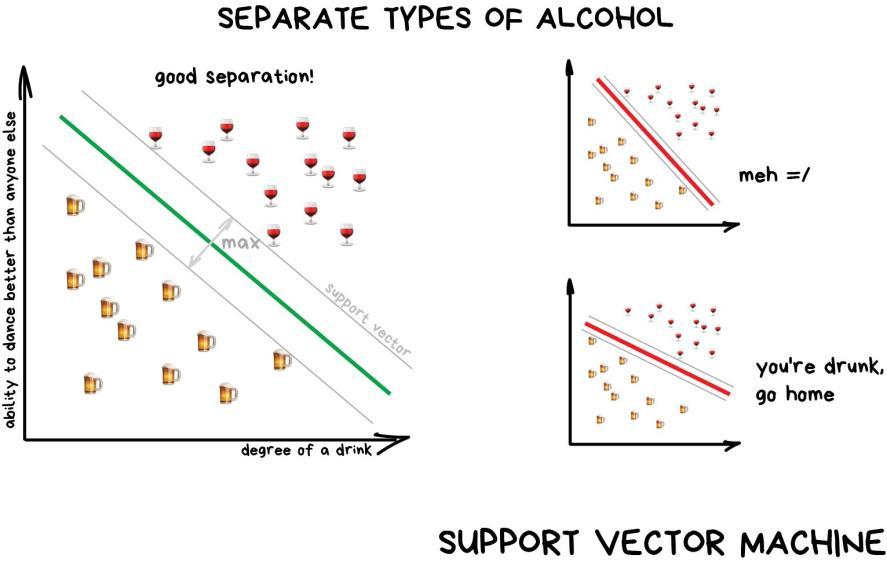 SEPARATE TYPES OF ALCOHOL
good separation!
ability to dance better than anyone else
max
support vector
degree of a drink
meh =/
you're drunk,
go home
SUPPORT VECTOR MACHINE